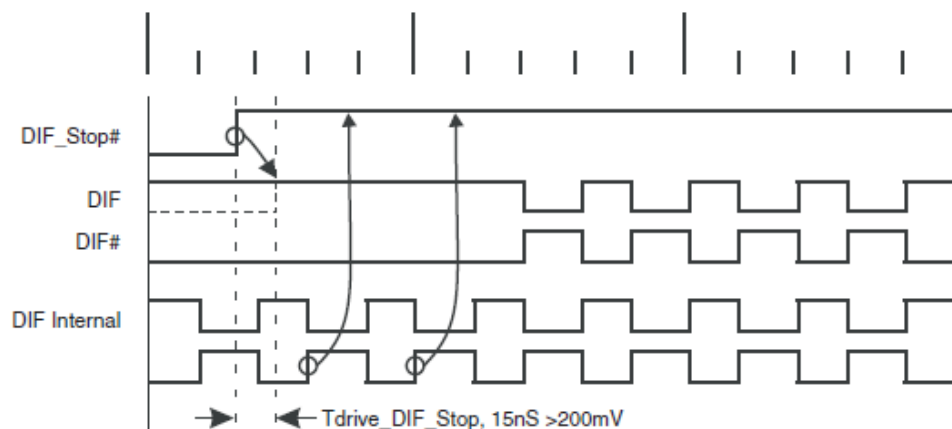 DIF_Stop#
DIF
DIF#
DIF Internal
Tdrive_DIF_Stop, 15nS >200mV